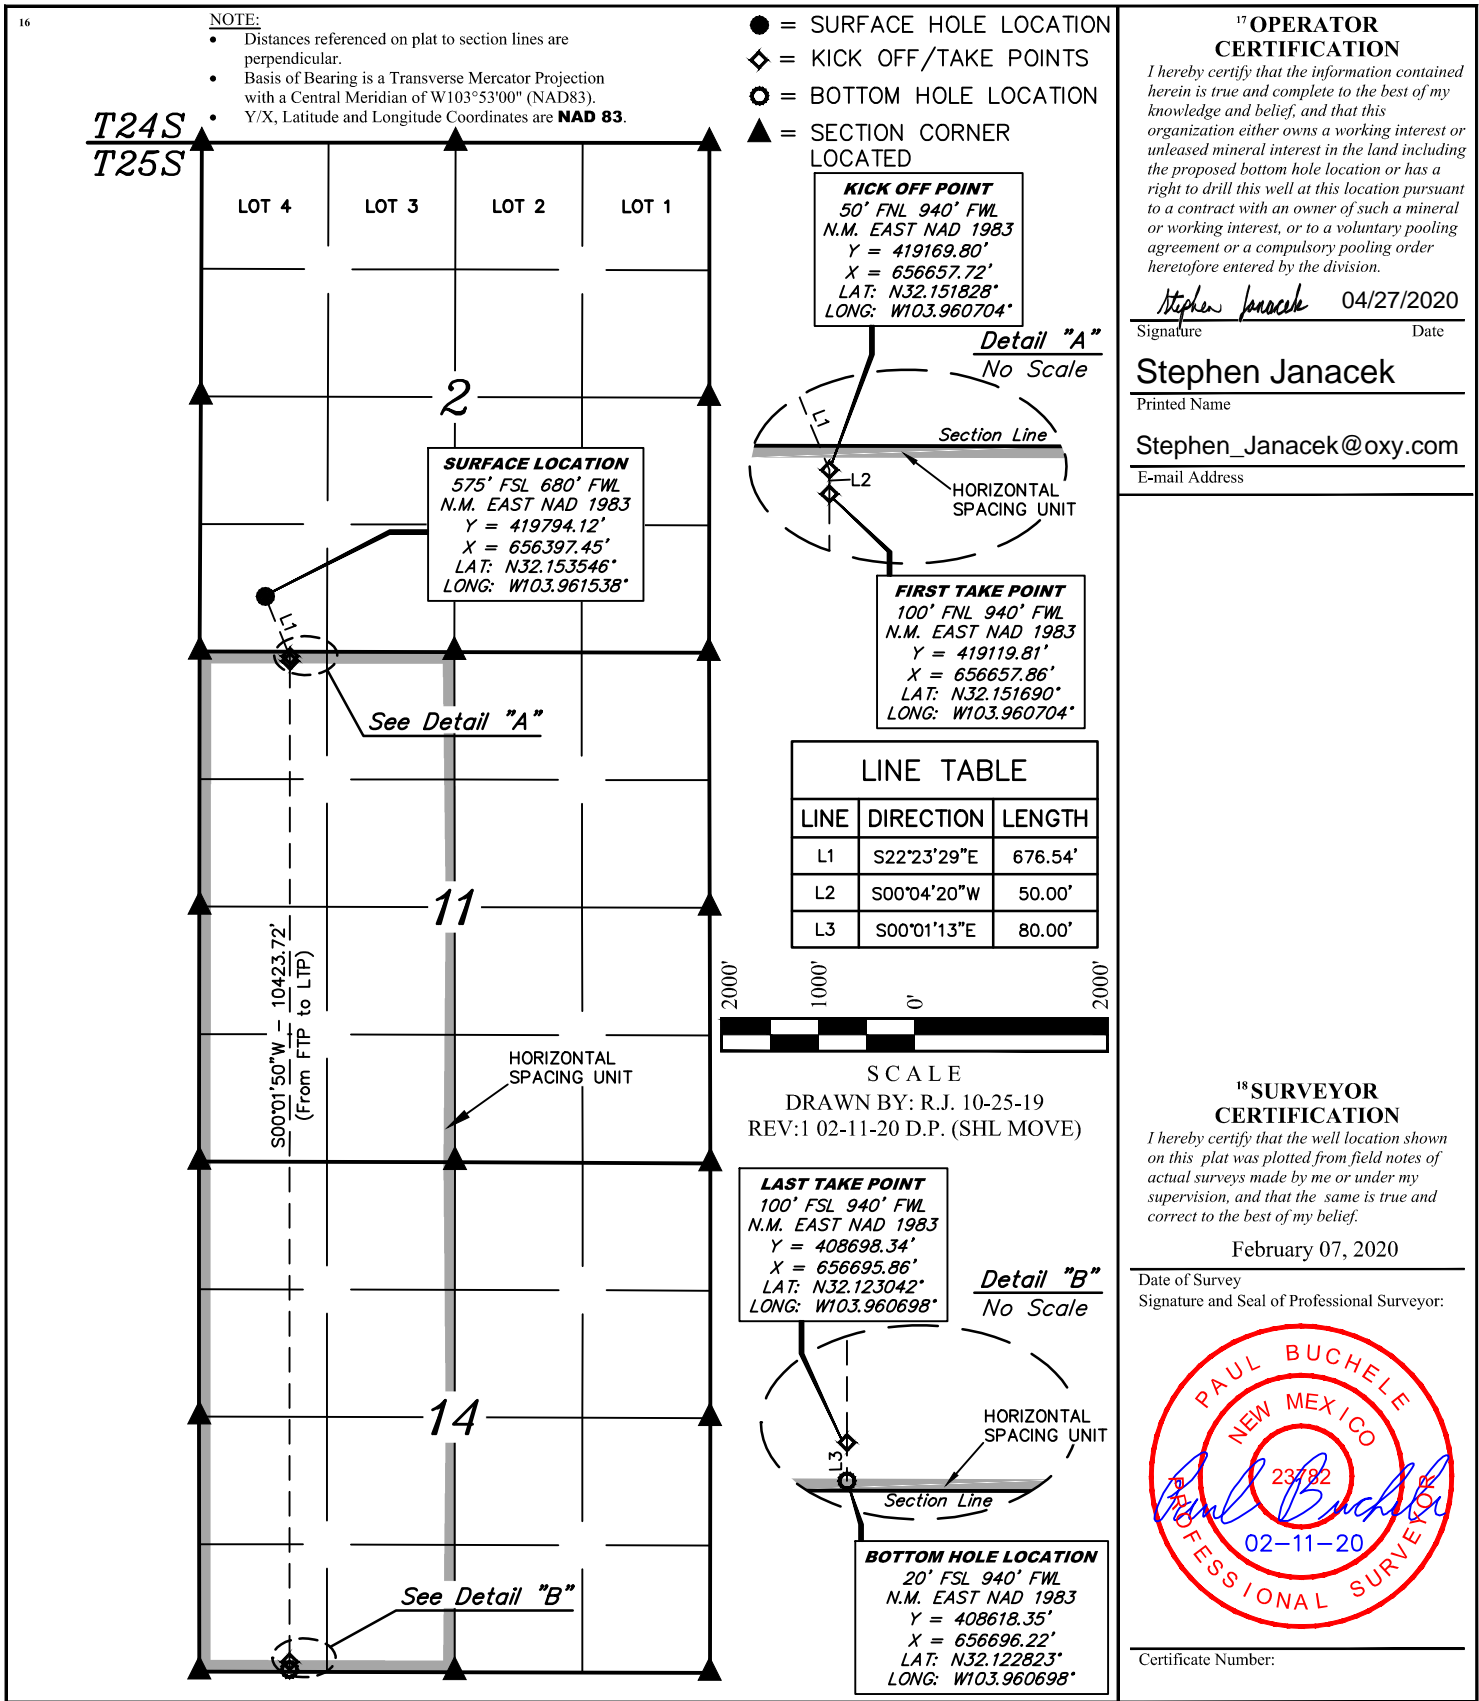 16
NOTE:
• Distances referenced on plat to section lines are
perpendicular.
• Basis of Bearing is a Transverse Mercator Projection
with a Central Meridian of W103°53'00" (NAD83).
• Y/X, Latitude and Longitude Coordinates are NAD 83.
= SURFACE HOLE LOCATION
= KICK OFF/TAKE POINTS
= BOTTOM HOLE LOCATION
= SECTION CORNER
LOCATED
T24S
T25S
LOT 4
LOT 3
LOT 2
LOT 1
KICK OFF POINT
50' FNL 940' FWL
N.M. EAST NAD 1983
Y = 419169.80'
X = 656657.72'
LAT: N32.151828°
LONG: W103.960704°
Detail "A"
No Scale
2
L1
Section Line
L2
HORIZONTAL
SPACING UNIT
SURFACE LOCATION
575' FSL 680' FWL
N.M. EAST NAD 1983
Y = 419794.12'
X = 656397.45'
LAT: N32.153546°
LONG: W103.961538°
L1
FIRST TAKE POINT
100' FNL 940' FWL
N.M. EAST NAD 1983
Y = 419119.81'
X = 656657.86'
LAT: N32.151690°
LONG: W103.960704°
See Detail "A"
LINE TABLE
LINE DIRECTION LENGTH
L1 S22°23'29"E 676.54'
L2 S00°04'20"W 50.00'
L3 S00°01'13"E 80.00'
11
S00°01'50"W – 10423.72'
(From FTP to LTP)
HORIZONTAL
SPACING UNIT
2000' 1000' 0' 2000'
SCALE
DRAWN BY: R.J. 10-25-19
REV:1 02-11-20 D.P. (SHL MOVE)
LAST TAKE POINT
100' FSL 940' FWL
N.M. EAST NAD 1983
Y = 408698.34'
X = 656695.86'
LAT: N32.123042°
LONG: W103.960698°
Detail "B"
No Scale
14
HORIZONTAL
SPACING UNIT
L3
Section Line
BOTTOM HOLE LOCATION
20' FSL 940' FWL
N.M. EAST NAD 1983
Y = 408618.35'
X = 656696.22'
LAT: N32.122823°
LONG: W103.960698°
See Detail "B"
17 OPERATOR
CERTIFICATION
I hereby certify that the information contained
herein is true and complete to the best of my
knowledge and belief, and that this
organization either owns a working interest or
unleased mineral interest in the land including
the proposed bottom hole location or has a
right to drill this well at this location pursuant
to a contract with an owner of such a mineral
or working interest, or to a voluntary pooling
agreement or a compulsory pooling order
heretofore entered by the division.
Stephen Janacek 04/27/2020
Signature Date
Stephen Janacek
Printed Name
Stephen_Janacek@oxy.com
E-mail Address
18 SURVEYOR
CERTIFICATION
I hereby certify that the well location shown
on this plat was plotted from field notes of
actual surveys made by me or under my
supervision, and that the same is true and
correct to the best of my belief.
February 07, 2020
Date of Survey
Signature and Seal of Professional Surveyor:
PAUL BUCHELE
NEW MEXICO
23782
Paul Buchele
02-11-20
PROFESSIONAL SURVEYOR
Certificate Number: